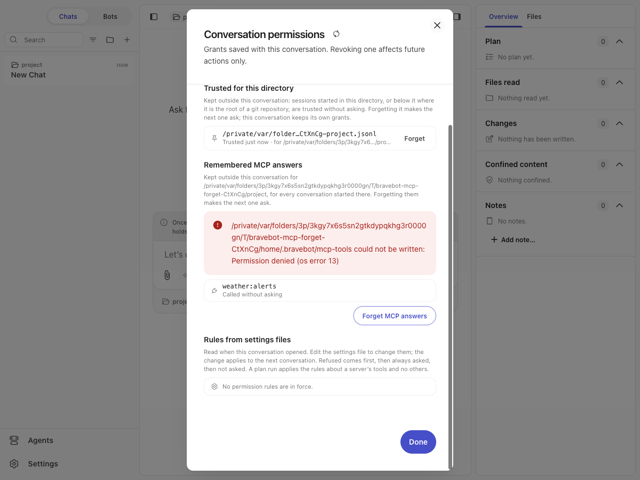 Chats
Bots
Search
project
now
New Chat
Agents
Settings
Conversation permissions
Grants saved with this conversation. Revoking one affects future
actions only.
Trusted for this directory
Kept outside this conversation: sessions started in this directory, or below it where
it is the root of a git repository, are trusted without asking. Forgetting it makes the
next one ask; this conversation keeps its own grants.
/private/var/folder…CtXnCg-project.jsonl
Trusted just now · for /private/var/folders/3p/3kgy7x6…/pro…
Forget
Remembered MCP answers
Kept outside this conversation for
/private/var/folders/3p/3kgy7x6s5sn2gtkdypqkhg3r0000gn/T/bravebot-mcp-
forget-CtXnCg/project, for every conversation started there. Forgetting them
makes the next one ask.
/private/var/folders/3p/3kgy7x6s5sn2gtkdypqkhg3r0000
gn/T/bravebot-mcp-forget-
CtXnCg/home/.bravebot/mcp-tools could not be written:
Permission denied (os error 13)
weather:alerts
Called without asking
Forget MCP answers
Rules from settings files
Read when this conversation opened. Edit the settings file to change them; the
change applies to the next conversation. Refused comes first, then always asked,
then not asked. A plan run applies the rules about a server's tools and no others.
No permission rules are in force.
Done
Ask t
Once
holds
Let's
proje
Overview
Files
Plan
0
No plan yet.
Files read
0
Nothing read yet.
Changes
0
Nothing has been written.
Confined content
0
Nothing confined.
Notes
0
No notes.
Add note...